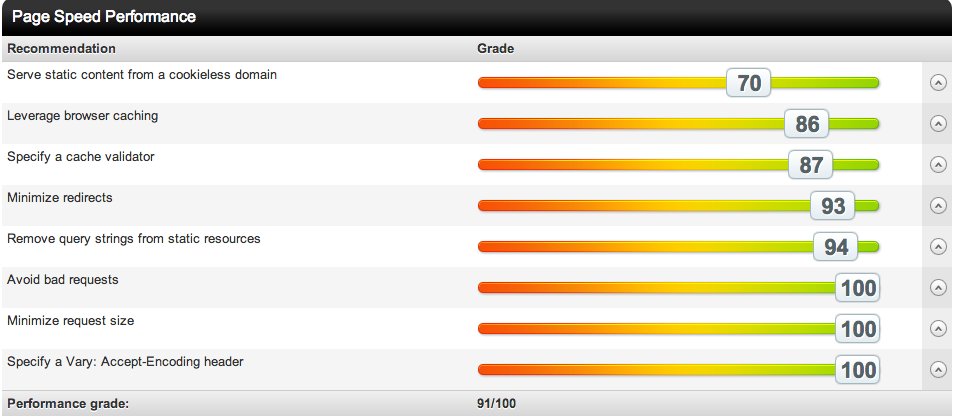 Page Speed Performance
Recommendation Grade
Serve static content from a cookieless domain 70
Leverage browser caching 86
Specify a cache validator 87
Minimize redirects 93
Remove query strings from static resources 94
Avoid bad requests 100
Minimize request size 100
Specify a Vary: Accept-Encoding header 100
Performance grade: 91/100